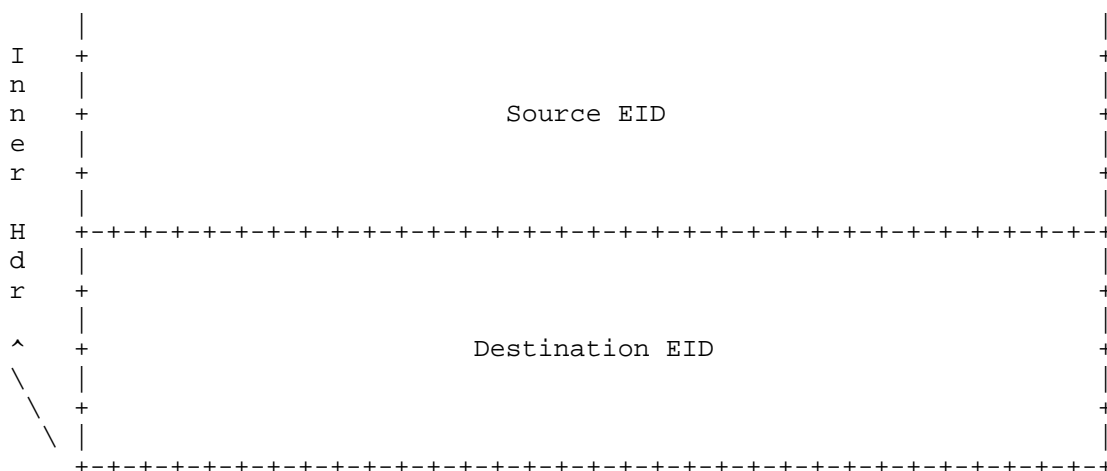 |                                                               |
I      +                                                               +
n      |                                                               |
n      +                          Source EID                           +
e      |                                                               |
r      +                                                               +
       |                                                               |
H      +-+-+-+-+-+-+-+-+-+-+-+-+-+-+-+-+-+-+-+-+-+-+-+-+-+-+-+-+-+-+-+-+
d      |                                                               |
r      +                                                               +
       |                                                               |
^      +                        Destination EID                        +
\      |                                                               |
 \     +                                                               +
  \    |                                                               |
       +-+-+-+-+-+-+-+-+-+-+-+-+-+-+-+-+-+-+-+-+-+-+-+-+-+-+-+-+-+-+-+-+